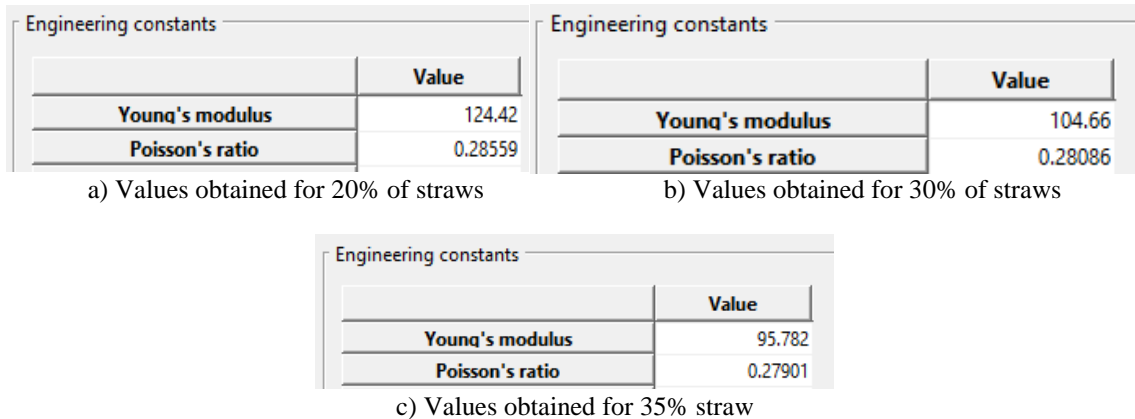 Engineering constants
Value
Young's modulus 124.42
Poisson's ratio 0.28559
a) Values obtained for 20% of straws
Engineering constants
Value
Young's modulus 104.66
Poisson's ratio 0.28086
b) Values obtained for 30% of straws
Engineering constants
Value
Young's modulus 95.782
Poisson's ratio 0.27901
c) Values obtained for 35% straw